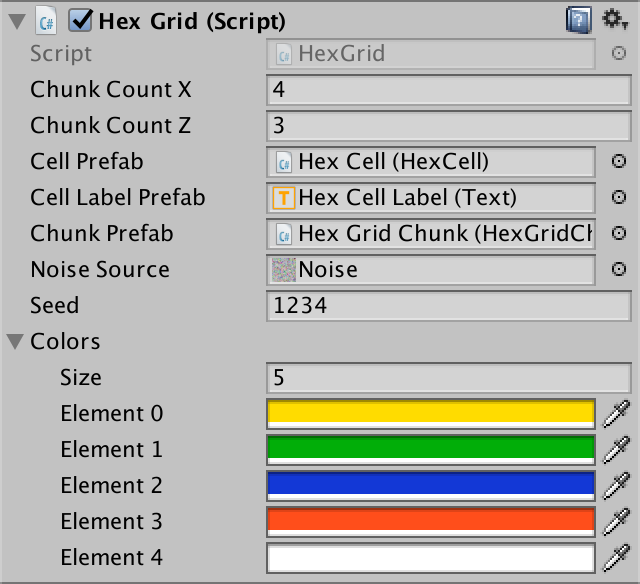 Hex Grid (Script)
Script HexGrid
Chunk Count X 4
Chunk Count Z 3
Cell Prefab Hex Cell (HexCell)
Cell Label Prefab T Hex Cell Label (Text)
Chunk Prefab Hex Grid Chunk (HexGridCh
Noise Source Noise
Seed 1234
Colors
Size 5
Element 0
Element 1
Element 2
Element 3
Element 4